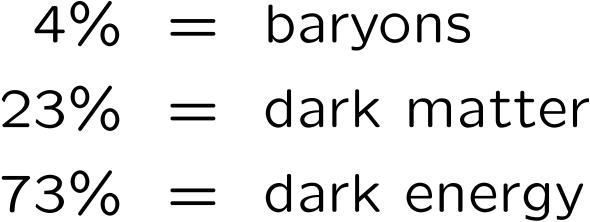 4% = baryons
23% = dark matter
73% = dark energy